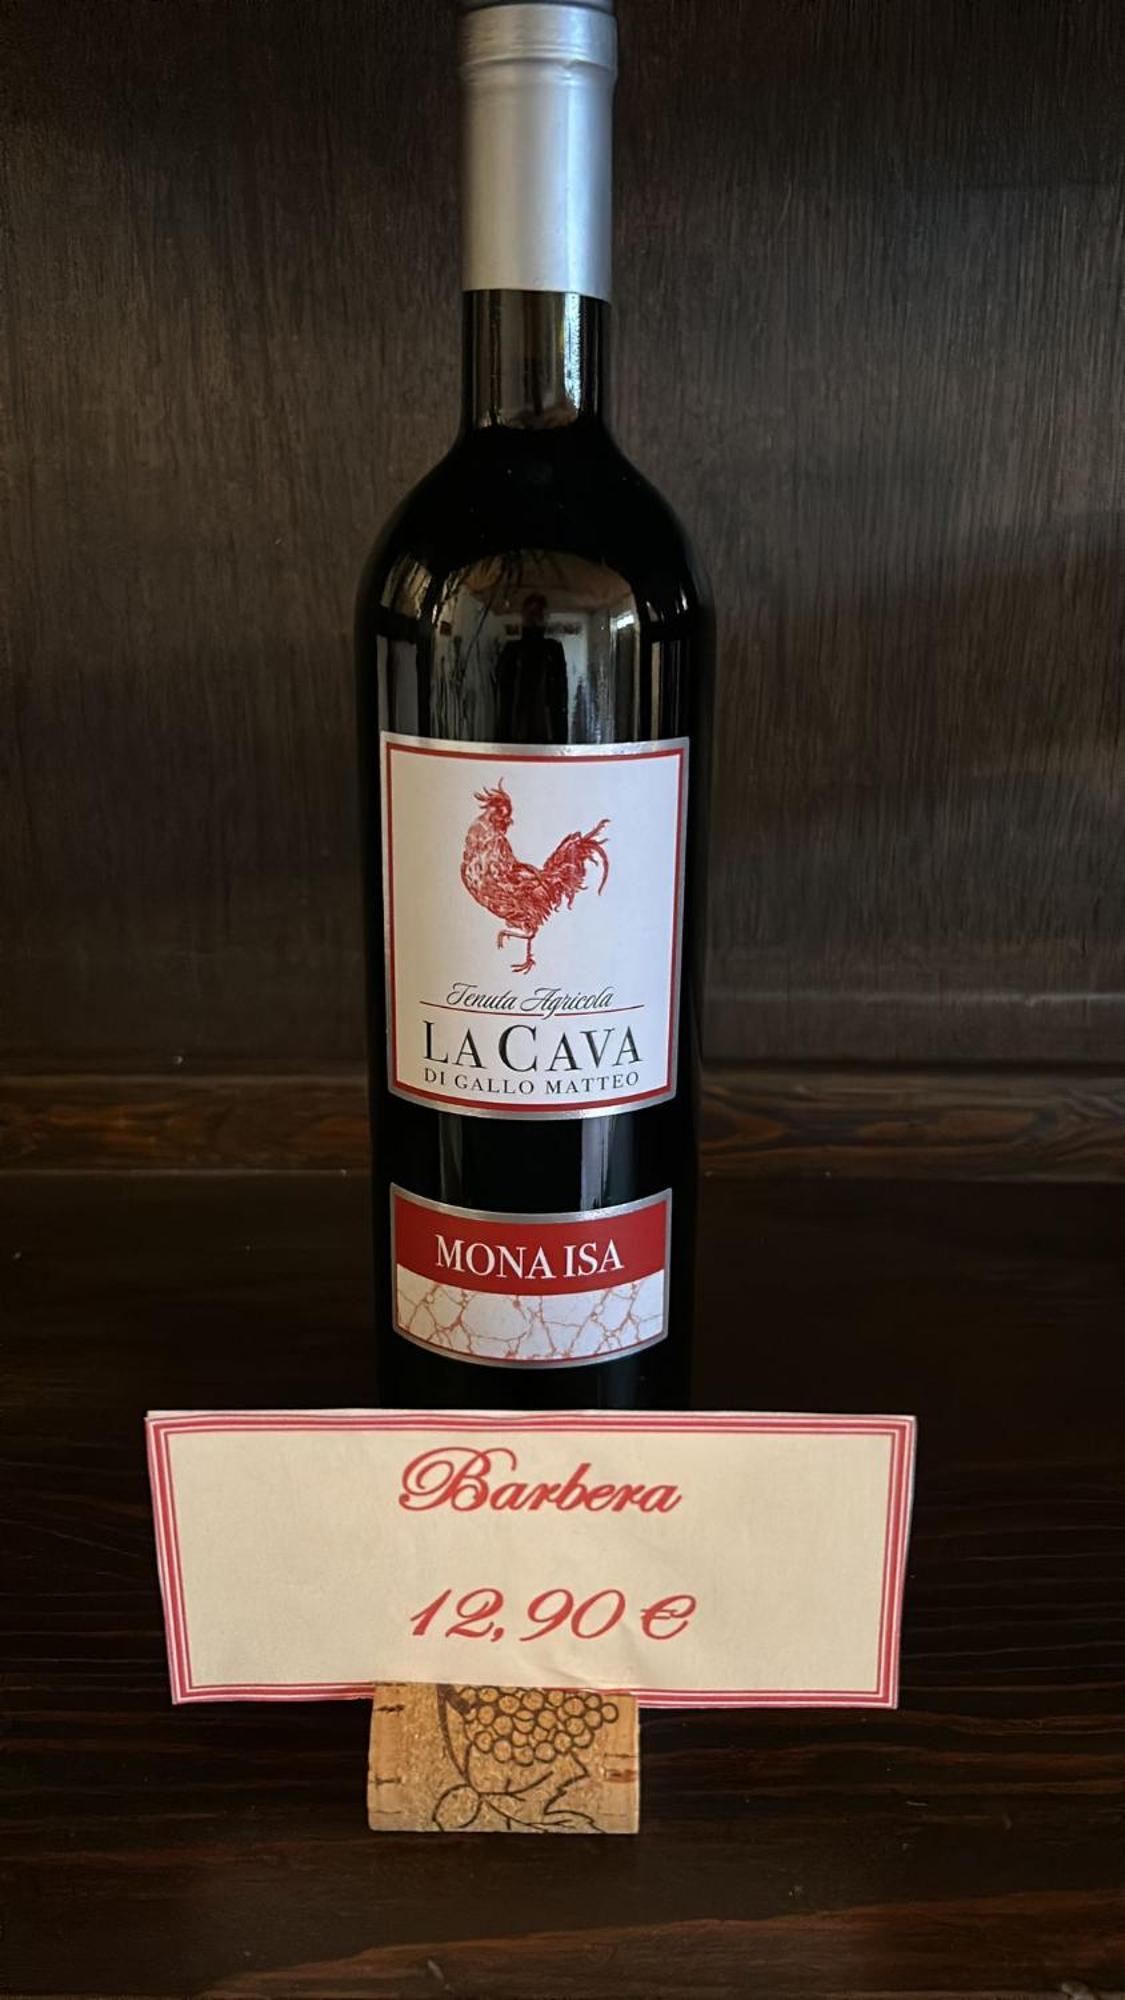 Tenuta Agricola
LA CAVA
DI GALLO MATTEO
MONA ISA
Barbera
12,90 €